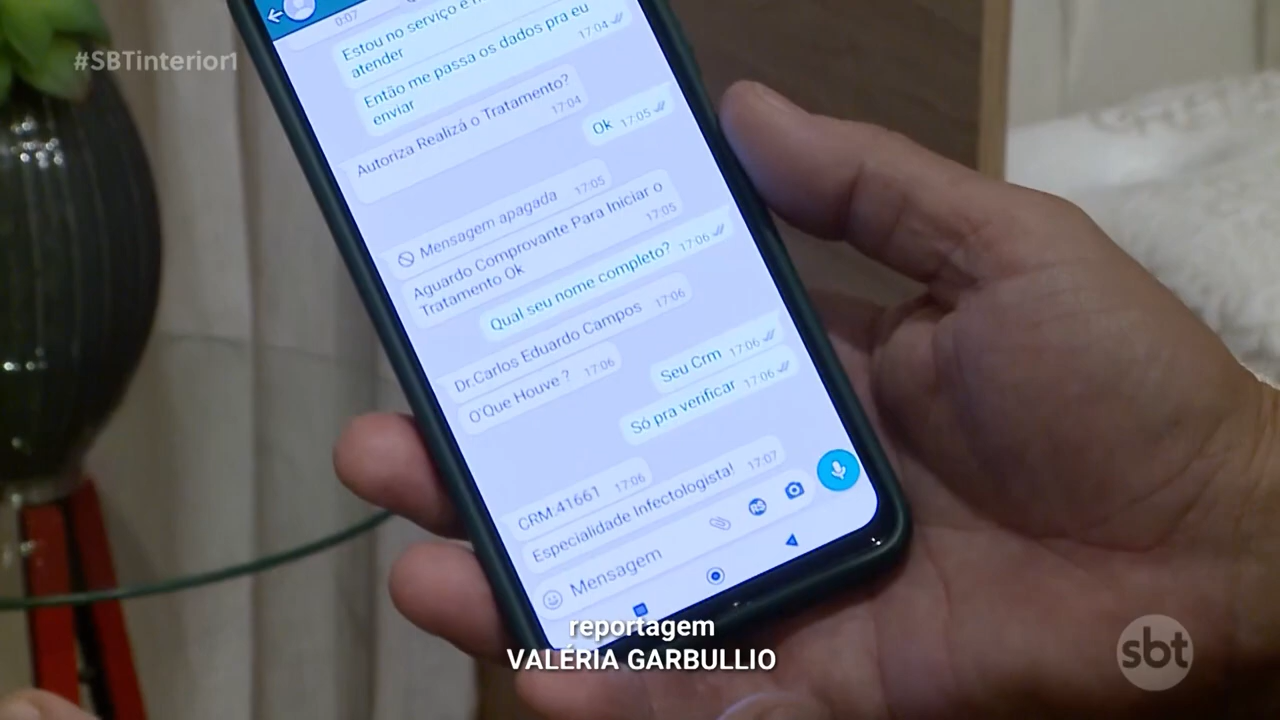 #SBTinterior1
0:07
Estou no serviço e n
atender
Então me passa os dados pra eu
enviar 17:04
Autoriza Realizá o Tratamento?
17:04
Ok 17:05
Mensagem apagada 17:05
Aguardo Comprovante Para Iniciar o
Tratamento Ok 17:05
Qual seu nome completo? 17:06
Dr.Carlos Eduardo Campos 17:06
O'Que Houve ? 17:06
Seu Crm 17:06
Só pra verificar 17:06
CRM:41661 17:06
Especialidade Infectologista! 17:07
Mensagem
reportagem
VALÉRIA GARBULLIO
sbt